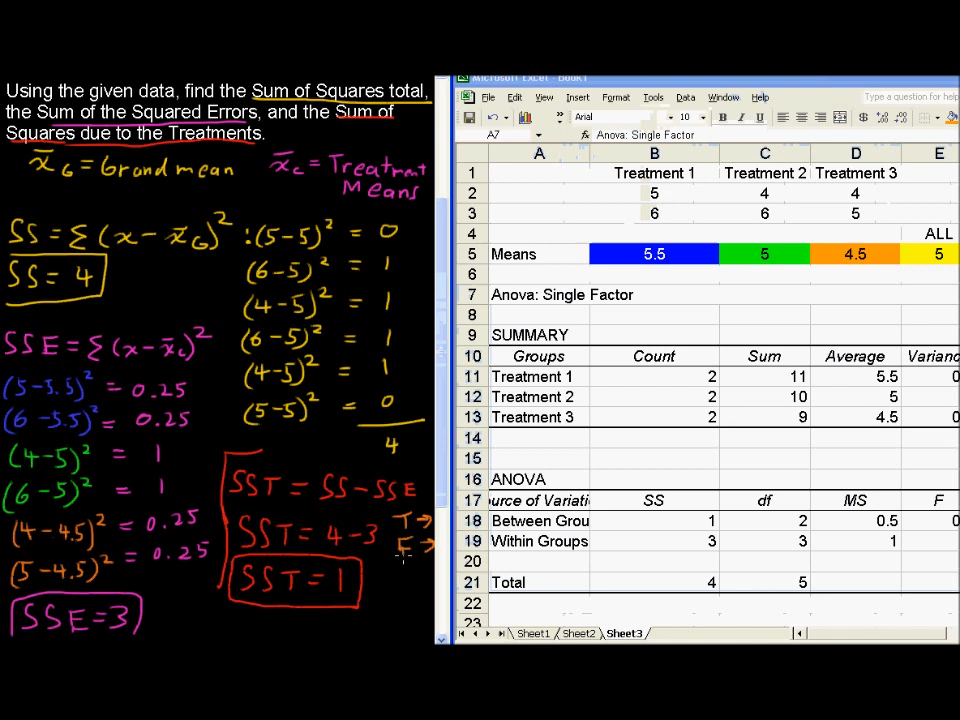 Using the given data, find the Sum of Squares total,
the Sum of the Squared Errors, and the Sum of
Squares due to the Treatments.
x̄G = Grand mean
x̄c = Treatment
Means
SS = Σ (x − x̄G)² : (5−5)² = 0
(6−5)² = 1
(4−5)² = 1
(6−5)² = 1
(4−5)² = 1
(5−5)² = 0
4
SS = 4
SSE = Σ (x − x̄c)²
(5−5.5)² = 0.25
(6−5.5)² = 0.25
(4−5)² = 1
(6−5)² = 1
(4−4.5)² = 0.25
(5−4.5)² = 0.25
SSE = 3
SST = SS − SSE
SST = 4 − 3
SST = 1
T →
E →
Microsoft Excel - Book1
File Edit View Insert Format Tools Data Window Help Type a question for help
Arial 10 B I U
A7 fx Anova: Single Factor
A B C D E
1 Treatment 1 Treatment 2 Treatment 3
2 5 4 4
3 6 6 5
4 ALL
5 Means 5.5 5 4.5 5
6
7 Anova: Single Factor
8
9 SUMMARY
10 Groups Count Sum Average Varianc
11 Treatment 1 2 11 5.5 0
12 Treatment 2 2 10 5
13 Treatment 3 2 9 4.5 0
14
15
16 ANOVA
17 ource of Variati SS df MS F
18 Between Grou 1 2 0.5 0
19 Within Groups 3 3 1
20
21 Total 4 5
22
23
Sheet1 Sheet2 Sheet3